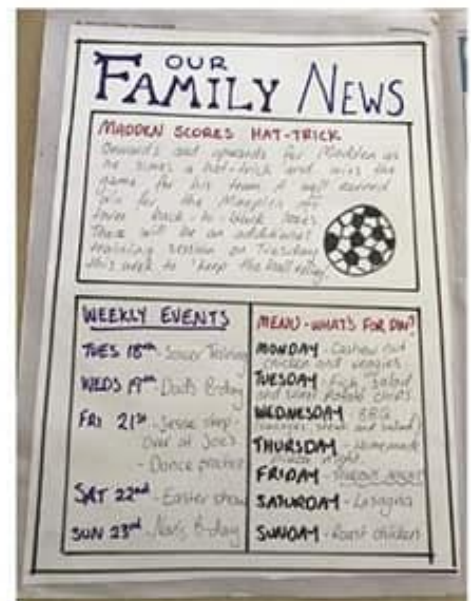 OUR
FAMILY NEWS
MADDEN SCORES HAT-TRICK
Onwards and upwards for Madden as
he scores a hat-trick and wins the
game for his team. A well earned
win for the after back-to-back losses
There will be an additional
training session on Tuesday
this week to 'keep the ball rolling'
WEEKLY EVENTS
TUES 18th - Soccer Training
WEDS 19th - Dad's B-day
FRI 21st - Jesse sleep
over at Joe's
- Dance practice
SAT 22nd - Easter show
SUN 23rd - Nan's B-day
MENU - WHAT'S FOR DIN?
MONDAY - Cashew nut
chicken and veggies
TUESDAY - Fish, salad
and sweet potato chips
WEDNESDAY - BBQ
(sausages, steak and salad)
THURSDAY - Homemade
pizza night
FRIDAY -
SATURDAY - Lasagna
SUNDAY - Roast chicken